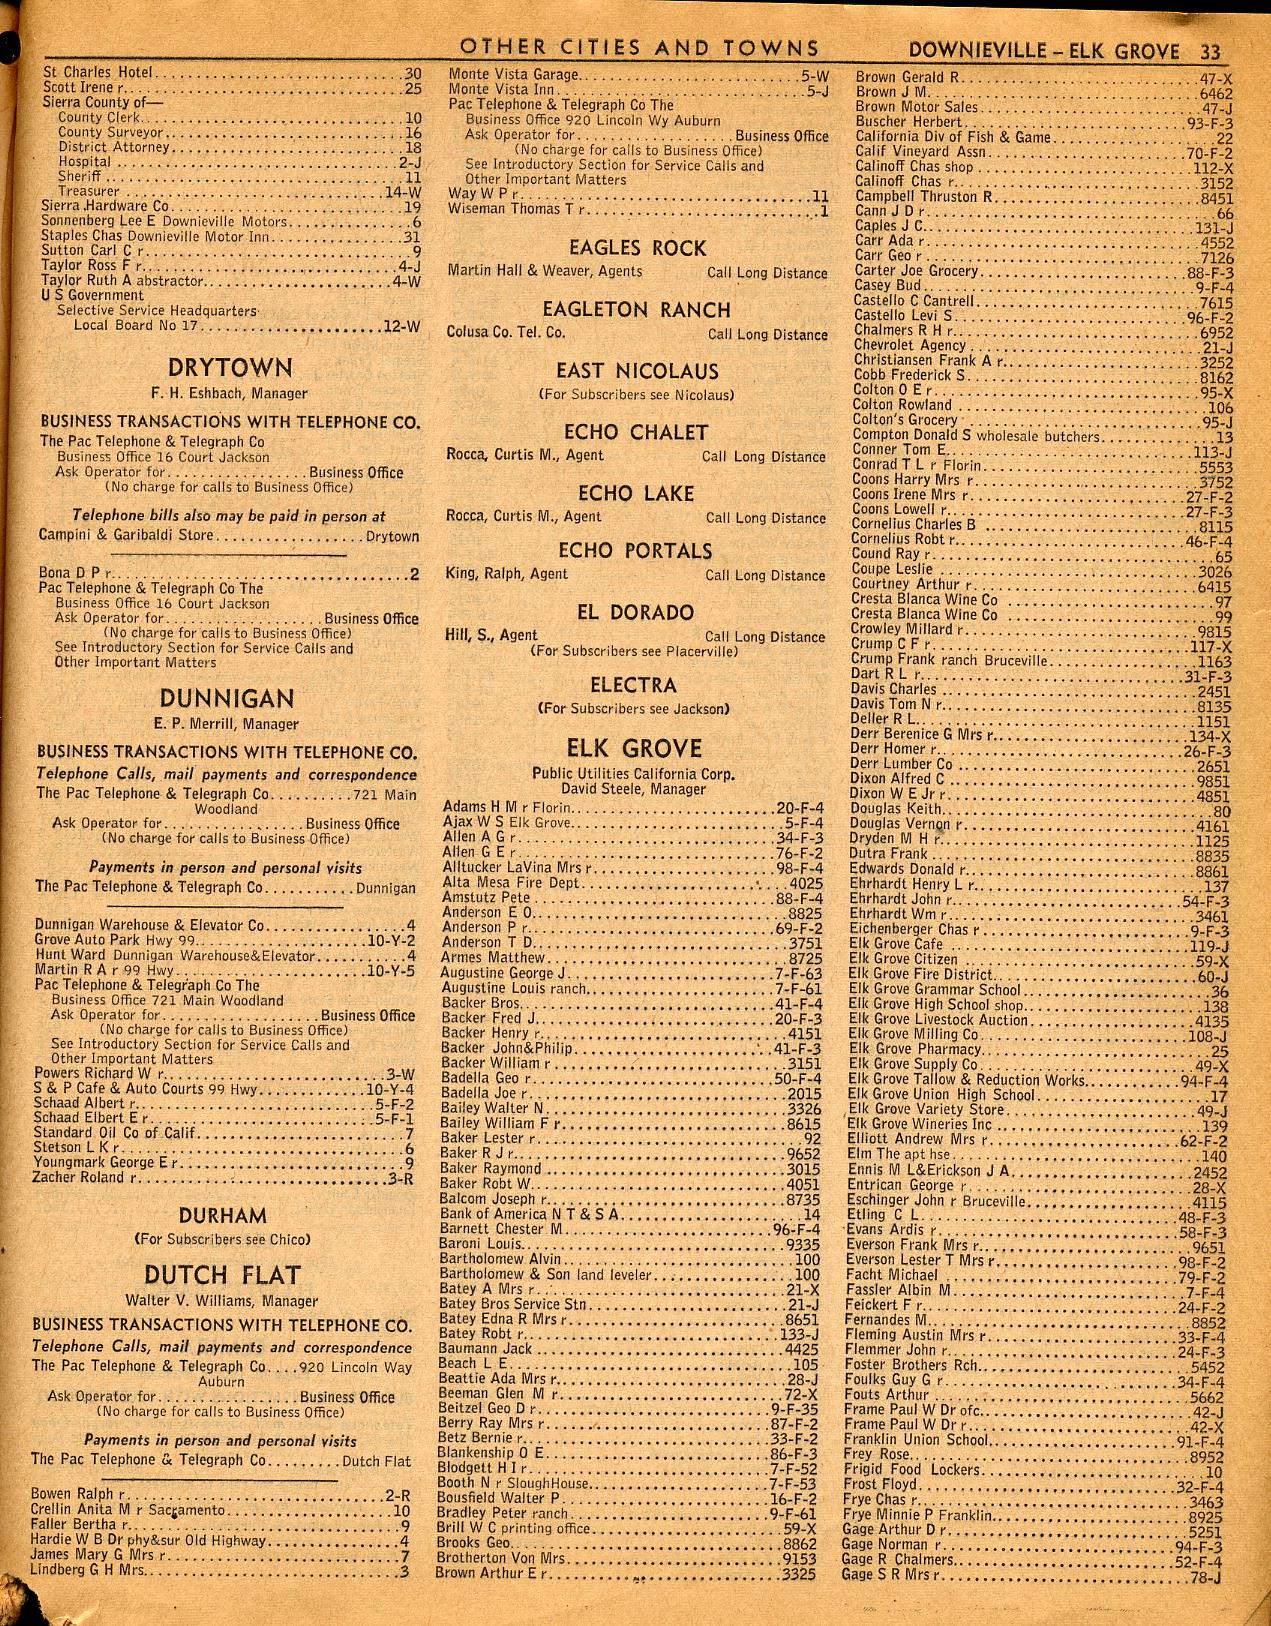 OTHER CITIES AND TOWNS
DOWNIEVILLE – ELK GROVE 33
St Charles Hotel 30
Scott Irene r 25
Sierra County of—
County Clerk 10
County Surveyor 16
District Attorney 18
Hospital 2-J
Sheriff 11
Treasurer 14-W
Sierra Hardware Co 19
Sonnenberg Lee E Downieville Motors 6
Staples Chas Downieville Motor Inn 31
Sutton Carl C r 9
Taylor Ross F r 4-J
Taylor Ruth A abstractor 4-W
U S Government
Selective Service Headquarters
Local Board No 17 12-W
DRYTOWN
F. H. Eshbach, Manager
BUSINESS TRANSACTIONS WITH TELEPHONE CO.
The Pac Telephone & Telegraph Co
Business Office 16 Court Jackson
Ask Operator for Business Office
(No charge for calls to Business Office)
Telephone bills also may be paid in person at
Campini & Garibaldi Store Drytown
Bona D P r 2
Pac Telephone & Telegraph Co The
Business Office 16 Court Jackson
Ask Operator for Business Office
(No charge for calls to Business Office)
See Introductory Section for Service Calls and
Other Important Matters
DUNNIGAN
E. P. Merrill, Manager
BUSINESS TRANSACTIONS WITH TELEPHONE CO.
Telephone Calls, mail payments and correspondence
The Pac Telephone & Telegraph Co 721 Main
Woodland
Ask Operator for Business Office
(No charge for calls to Business Office)
Payments in person and personal visits
The Pac Telephone & Telegraph Co Dunnigan
Dunnigan Warehouse & Elevator Co 4
Grove Auto Park Hwy 99 10-Y-2
Hunt Ward Dunnigan Warehouse&Elevator 4
Martin R A r 99 Hwy 10-Y-5
Pac Telephone & Telegraph Co The
Business Office 721 Main Woodland
Ask Operator for Business Office
(No charge for calls to Business Office)
See Introductory Section for Service Calls and
Other Important Matters
Powers Richard W r 3-W
S & P Cafe & Auto Courts 99 Hwy 10-Y-4
Schaad Albert r 5-F-2
Schaad Elbert E r 5-F-1
Standard Oil Co of Calif 7
Stetson L K r 6
Youngmark George E r 9
Zacher Roland r 3-R
DURHAM
(For Subscribers see Chico)
DUTCH FLAT
Walter V. Williams, Manager
BUSINESS TRANSACTIONS WITH TELEPHONE CO.
Telephone Calls, mail payments and correspondence
The Pac Telephone & Telegraph Co 920 Lincoln Way
Auburn
Ask Operator for Business Office
(No charge for calls to Business Office)
Payments in person and personal visits
The Pac Telephone & Telegraph Co Dutch Flat
Bowen Ralph r 2-R
Crellin Anita M r Sacramento 10
Faller Bertha r 9
Hardie W B Dr phy&sur Old Highway 4
James Mary G Mrs r 7
Lindberg G H Mrs 3
Monte Vista Garage 5-W
Monte Vista Inn 5-J
Pac Telephone & Telegraph Co The
Business Office 920 Lincoln Wy Auburn
Ask Operator for Business Office
(No charge for calls to Business Office)
See Introductory Section for Service Calls and
Other Important Matters
Way W P r 11
Wiseman Thomas T r 1
EAGLES ROCK
Martin Hall & Weaver, Agents Call Long Distance
EAGLETON RANCH
Colusa Co. Tel. Co. Call Long Distance
EAST NICOLAUS
(For Subscribers see Nicolaus)
ECHO CHALET
Rocca, Curtis M., Agent Call Long Distance
ECHO LAKE
Rocca, Curtis M., Agent Call Long Distance
ECHO PORTALS
King, Ralph, Agent Call Long Distance
EL DORADO
Hill, S., Agent Call Long Distance
(For Subscribers see Placerville)
ELECTRA
(For Subscribers see Jackson)
ELK GROVE
Public Utilities California Corp.
David Steele, Manager
Adams H M r Florin 20-F-4
Ajax W S Elk Grove 5-F-4
Allen A G r 34-F-3
Allen G E r 76-F-2
Alltucker LaVina Mrs r 98-F-4
Alta Mesa Fire Dept 4025
Amstutz Pete 88-F-4
Anderson E O 8825
Anderson P r 69-F-2
Anderson T D 3751
Armes Matthew 8725
Augustine George J 7-F-63
Augustine Louis ranch 7-F-61
Backer Bros 41-F-4
Backer Fred J 20-F-3
Backer Henry r 4151
Backer John&Philip 41-F-3
Backer William r 3151
Badella Geo r 50-F-4
Badella Joe r 2015
Bailey Walter N 3326
Bailey William F r 8615
Baker Lester r 92
Baker R J r 9652
Baker Raymond 3015
Baker Robt W 4051
Balcom Joseph r 8735
Bank of America N T & S A 14
Barnett Chester M 96-F-4
Baroni Louis 9335
Bartholomew Alvin 100
Bartholomew & Son land leveler 100
Batey A Mrs r 21-X
Batey Bros Service Stn 21-J
Batey Edna R Mrs r 8651
Batey Robt r 133-J
Baumann Jack 4425
Beach L E 105
Beattie Ada Mrs r 28-J
Beeman Glen M r 72-X
Beitzel Geo D r 9-F-35
Berry Ray Mrs r 87-F-2
Betz Bernie r 33-F-2
Blankenship O E 86-F-3
Blodgett H I r 7-F-52
Booth N r SloughHouse 7-F-53
Bousfield Walter P 16-F-2
Bradley Peter ranch 9-F-61
Brill W C printing office 59-X
Brooks Geo 8862
Brotherton Von Mrs 9153
Brown Arthur E r 3325
Brown Gerald R 47-X
Brown J M 6462
Brown Motor Sales 47-J
Buscher Herbert 93-F-3
California Div of Fish & Game 22
Calif Vineyard Assn 70-F-2
Calinoff Chas shop 112-X
Calinoff Chas r 3152
Campbell Thruston R 8451
Cann J D r 66
Caples J C 131-J
Carr Ada r 4552
Carr Geo r 7126
Carter Joe Grocery 88-F-3
Casey Bud 9-F-4
Castello C Cantrell 7615
Castello Levi S 96-F-2
Chalmers R H r 6952
Chevrolet Agency 21-J
Christiansen Frank A r 3252
Cobb Frederick S 8162
Colton O E r 95-X
Colton Rowland 106
Colton's Grocery 95-J
Compton Donald S wholesale butchers 13
Conner Tom E 113-J
Conrad T L r Florin 5553
Coons Harry Mrs r 3752
Coons Irene Mrs r 27-F-2
Coons Lowell r 27-F-3
Cornelius Charles B 8115
Cornelius Robt r 46-F-4
Cound Ray r 65
Coupe Leslie 3026
Courtney Arthur r 6415
Cresta Blanca Wine Co 97
Cresta Blanca Wine Co 99
Crowley Millard r 9815
Crump C F r 117-X
Crump Frank ranch Bruceville 1163
Dart R L r 31-F-3
Davis Charles 2451
Davis Tom N r 8135
Deller R L 1151
Derr Berenice G Mrs r 134-X
Derr Homer r 26-F-3
Derr Lumber Co 2651
Dixon Alfred C 9851
Dixon W E Jr r 4851
Douglas Keith 80
Douglas Vernon r 4161
Dryden M H r 1125
Dutra Frank 8835
Edwards Donald r 8861
Ehrhardt Henry L r 137
Ehrhardt John r 54-F-3
Ehrhardt Wm r 3461
Eichenberger Chas r 9-F-3
Elk Grove Cafe 119-J
Elk Grove Citizen 59-X
Elk Grove Fire District 60-J
Elk Grove Grammar School 36
Elk Grove High School shop 138
Elk Grove Livestock Auction 4135
Elk Grove Milling Co 108-J
Elk Grove Pharmacy 25
Elk Grove Supply Co 49-X
Elk Grove Tallow & Reduction Works 94-F-4
Elk Grove Union High School 17
Elk Grove Variety Store 49-J
Elk Grove Wineries Inc 139
Elliott Andrew Mrs r 62-F-2
Elm The apt hse 140
Ennis M L&Erickson J A 2452
Entrican George r 28-X
Eschinger John r Bruceville 4115
Etling C L 48-F-3
Evans Ardis r 58-F-3
Everson Frank Mrs r 9651
Everson Lester T Mrs r 98-F-2
Facht Michael 79-F-2
Fassler Albin M 7-F-4
Feickert F r 24-F-2
Fernandes M 8852
Fleming Austin Mrs r 33-F-4
Flemmer John r 24-F-3
Foster Brothers Rch 5452
Foulks Guy G r 34-F-4
Fouts Arthur 5662
Frame Paul W Dr ofc 42-J
Frame Paul W Dr r 42-X
Franklin Union School 91-F-4
Frey Rose 8952
Frigid Food Lockers 10
Frost Floyd 32-F-4
Frye Chas r 3463
Frye Minnie P Franklin 8925
Gage Arthur D r 5251
Gage Norman r 94-F-3
Gage R Chalmers 52-F-4
Gage S R Mrs r 78-J